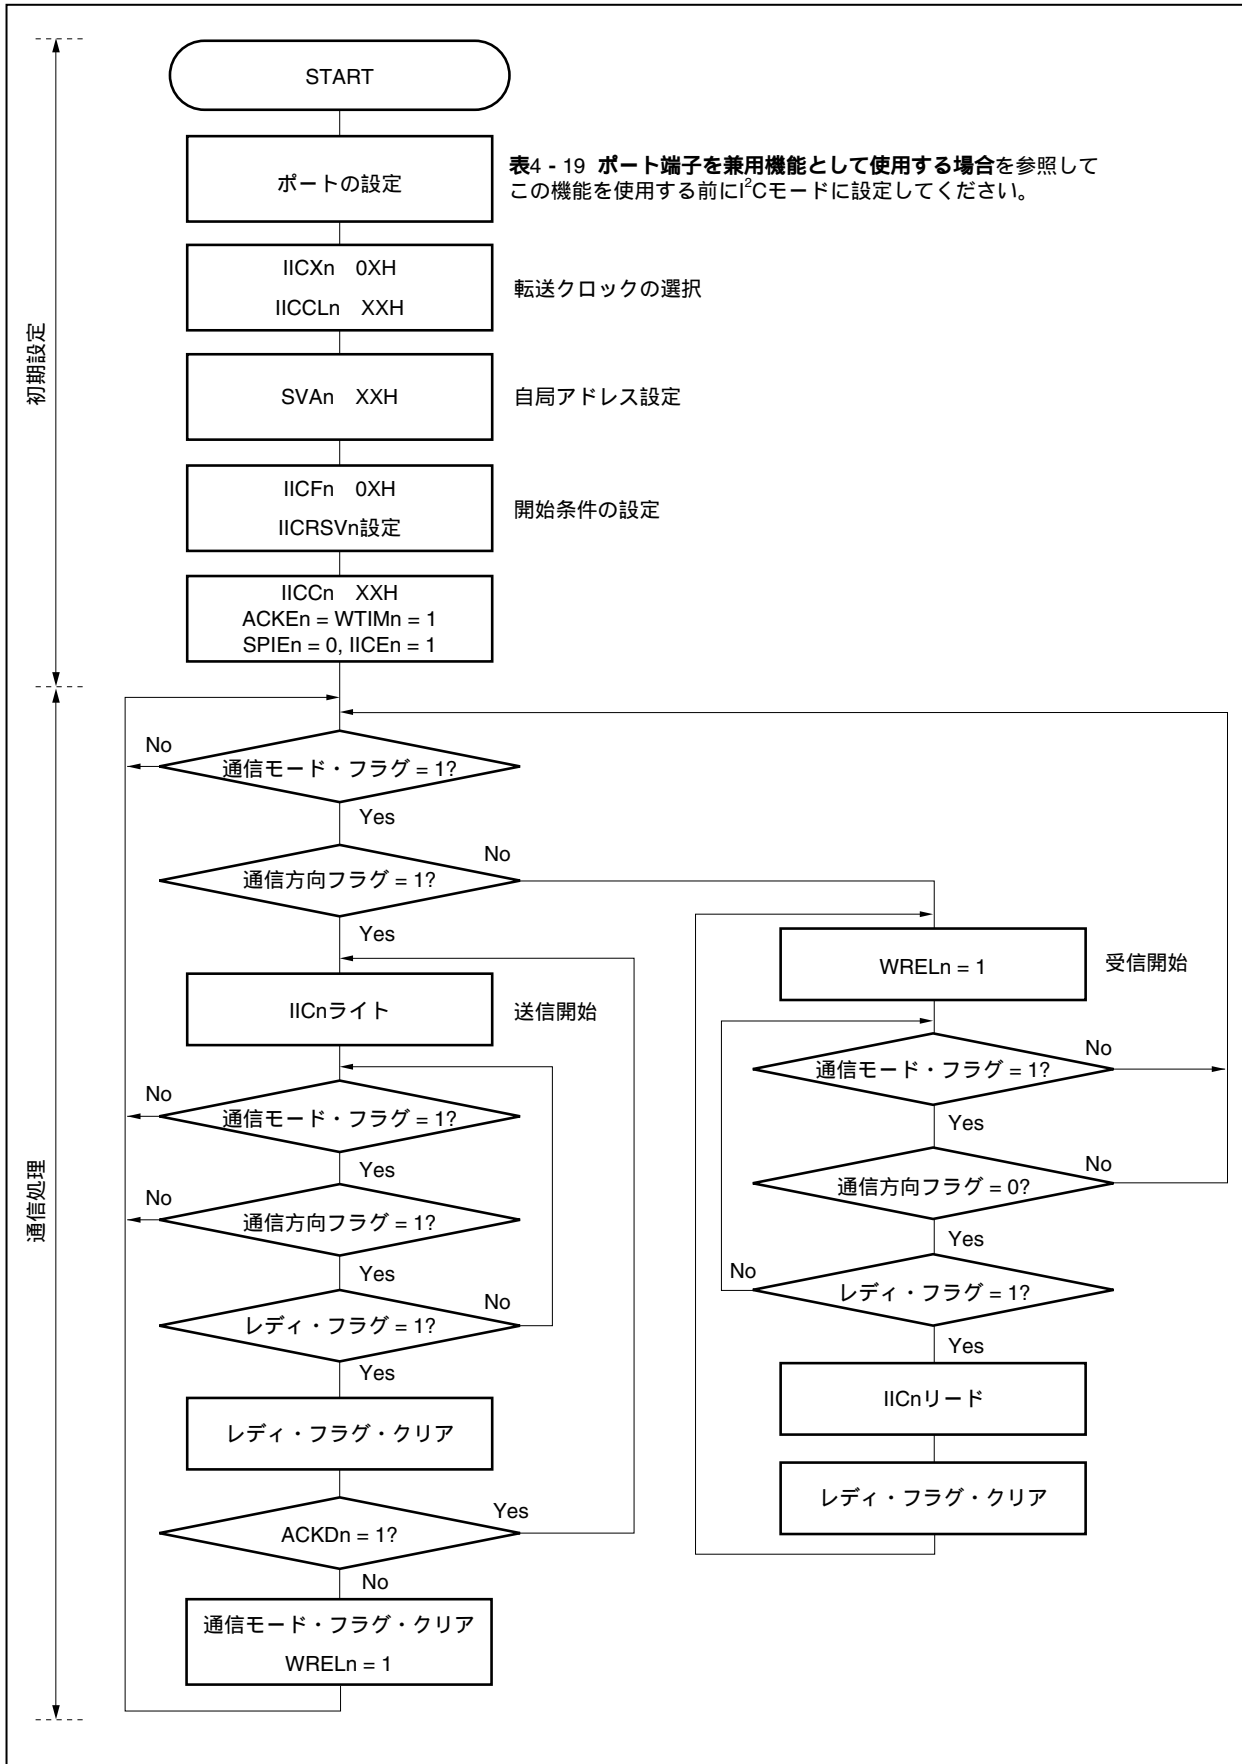 START
ポートの設定
表4 - 19 ポート端子を兼用機能として使用する場合を参照して
この機能を使用する前にI²Cモードに設定してください。
IICXn 0XH
IICCLn XXH
転送クロックの選択
初期設定
SVAn XXH
自局アドレス設定
IICFn 0XH
IICRSVn設定
開始条件の設定
IICCn XXH
ACKEn = WTIMn = 1
SPIEn = 0, IICEn = 1
No
通信モード・フラグ = 1?
Yes
通信方向フラグ = 1?
No
Yes
IICnライト
送信開始
No
通信モード・フラグ = 1?
Yes
No
通信方向フラグ = 1?
Yes
No
レディ・フラグ = 1?
Yes
レディ・フラグ・クリア
Yes
ACKDn = 1?
No
通信モード・フラグ・クリア
WRELn = 1
通信処理
WRELn = 1
受信開始
No
通信モード・フラグ = 1?
Yes
No
通信方向フラグ = 0?
Yes
No
レディ・フラグ = 1?
Yes
IICnリード
レディ・フラグ・クリア